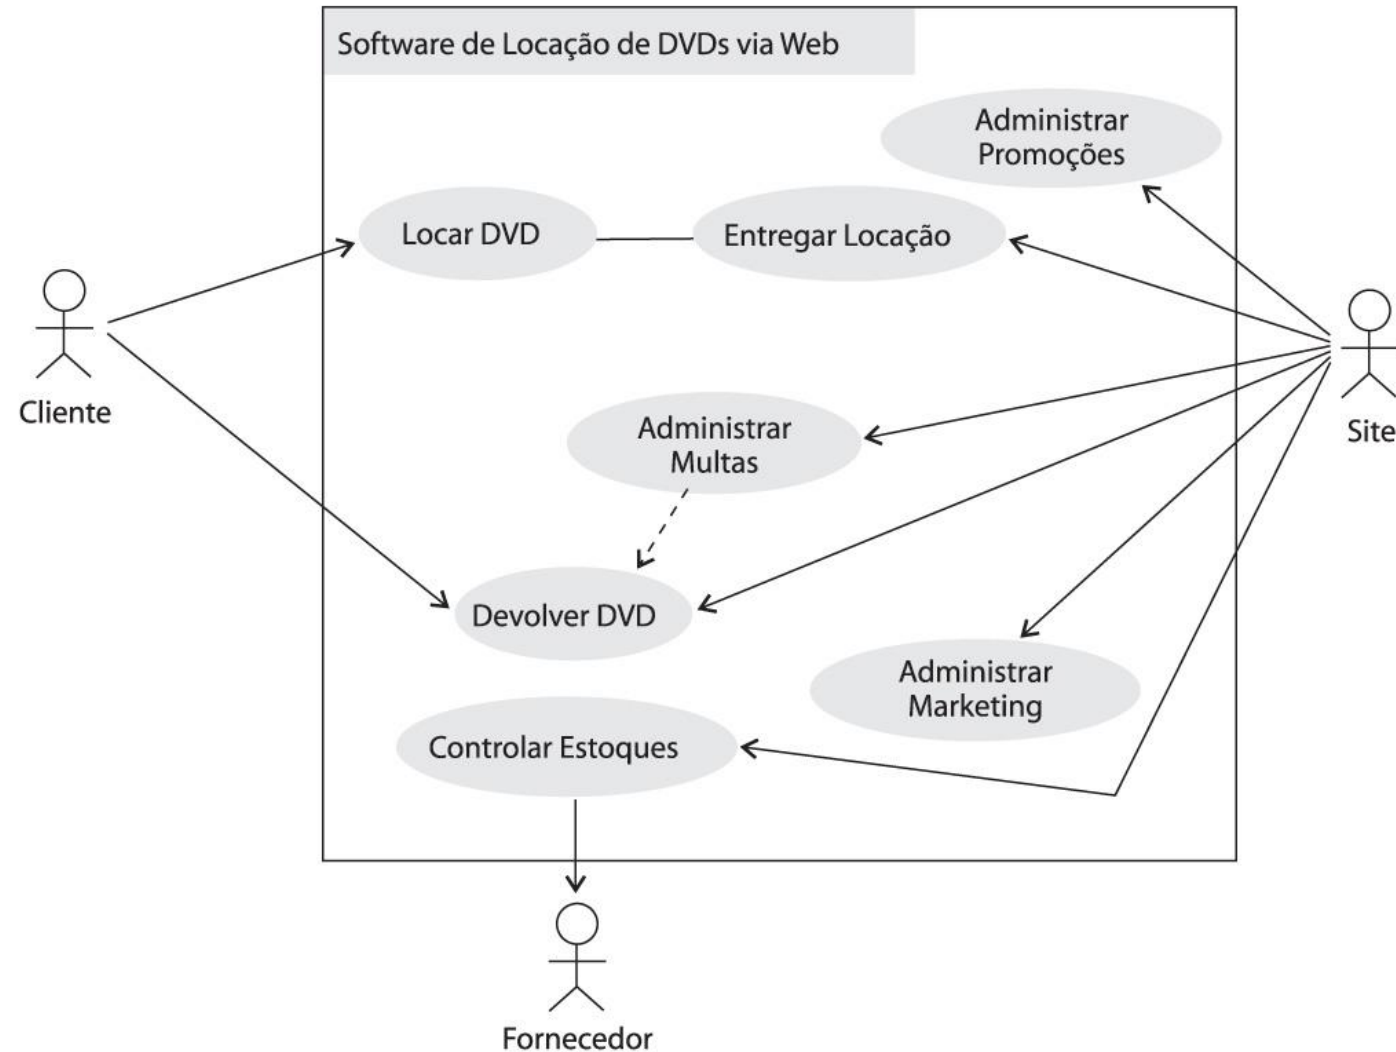 Software de Locação de DVDs via Web
Administrar
Promoções
Locar DVD
Entregar Locação
Cliente
Administrar
Multas
Site
Devolver DVD
Administrar
Marketing
Controlar Estoques
Fornecedor